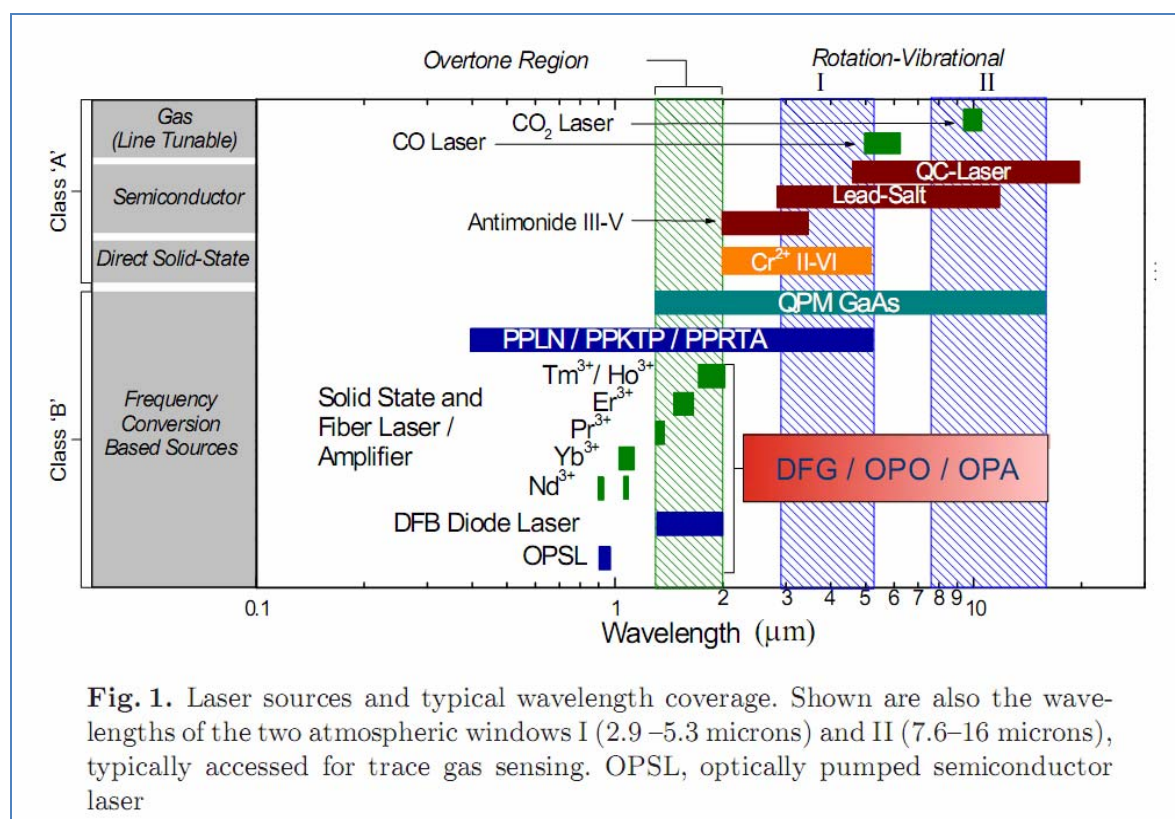 Overtone Region
Rotation-Vibrational
I
II
Class 'A'
Gas
(Line Tunable)
CO₂ Laser
CO Laser
QC-Laser
Semiconductor
Lead-Salt
Antimonide III-V
Direct Solid-State
Cr²⁺ II-VI
...
QPM GaAs
PPLN / PPKTP / PPRTA
Class 'B'
Frequency
Conversion
Based Sources
Solid State and
Fiber Laser /
Amplifier
Tm³⁺/ Ho³⁺
Er³⁺
Pr³⁺
Yb³⁺
Nd³⁺
DFG / OPO / OPA
DFB Diode Laser
OPSL
0.1 1 2 3 4 5 6 7 8 9 10
Wavelength (μm)
Fig. 1. Laser sources and typical wavelength coverage. Shown are also the wave-
lengths of the two atmospheric windows I (2.9 –5.3 microns) and II (7.6–16 microns),
typically accessed for trace gas sensing. OPSL, optically pumped semiconductor
laser